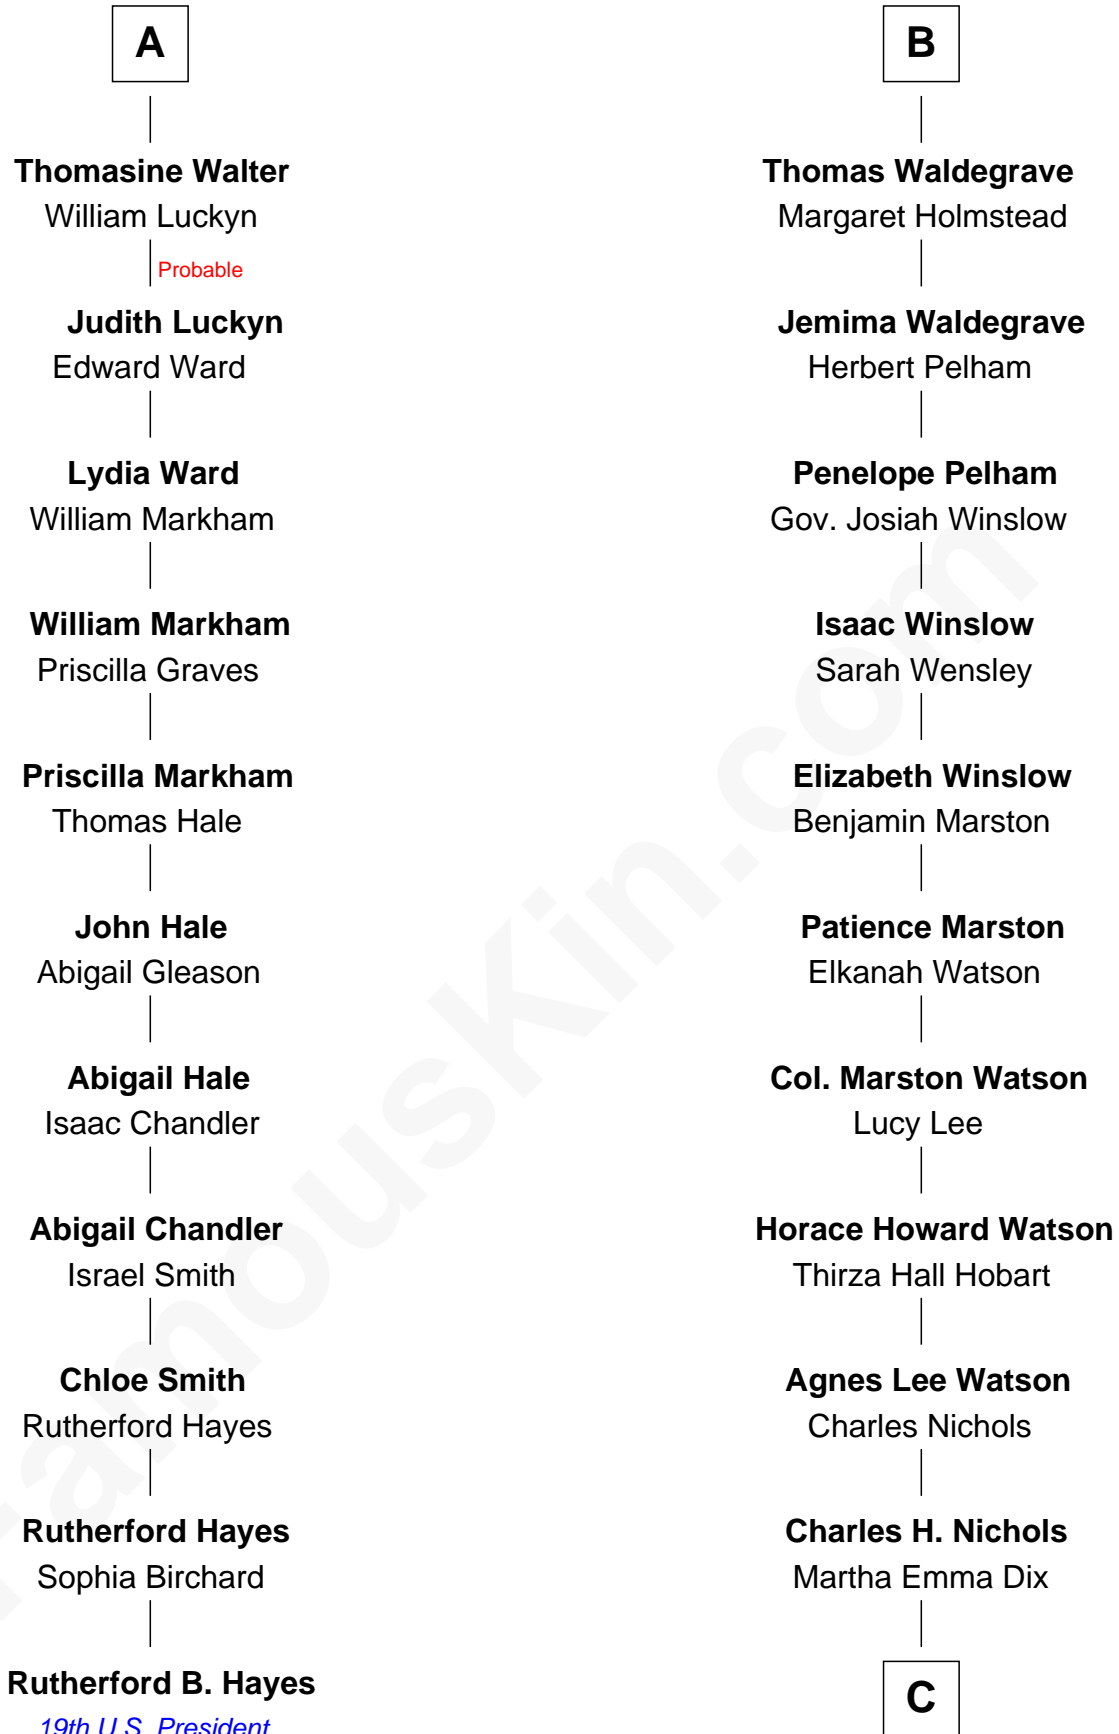 A
Thomasine Walter
William Luckyn
Probable
Judith Luckyn
Edward Ward
Lydia Ward
William Markham
William Markham
Priscilla Graves
Priscilla Markham
Thomas Hale
John Hale
Abigail Gleason
Abigail Hale
Isaac Chandler
Abigail Chandler
Israel Smith
Chloe Smith
Rutherford Hayes
Rutherford Hayes
Sophia Birchard
Rutherford B. Hayes
19th U.S. President
B
Thomas Waldegrave
Margaret Holmstead
Jemima Waldegrave
Herbert Pelham
Penelope Pelham
Gov. Josiah Winslow
Isaac Winslow
Sarah Wensley
Elizabeth Winslow
Benjamin Marston
Patience Marston
Elkanah Watson
Col. Marston Watson
Lucy Lee
Horace Howard Watson
Thirza Hall Hobart
Agnes Lee Watson
Charles Nichols
Charles H. Nichols
Martha Emma Dix
C
FamousKin.com